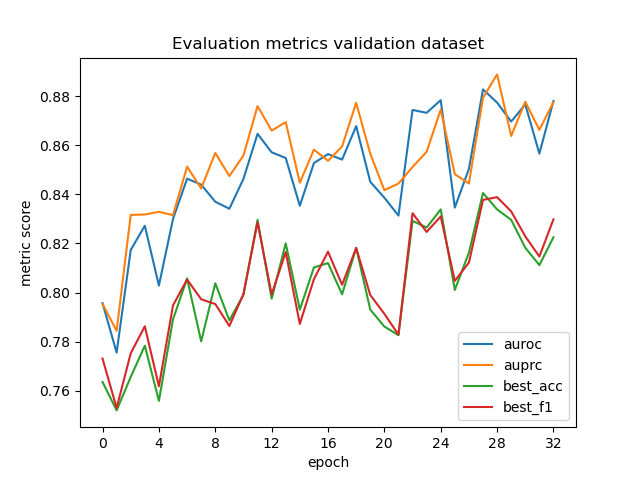 Evaluation metrics validation dataset
metric score
0.88
0.86
0.84
0.82
0.80
0.78
0.76
auroc
auprc
best_acc
best_f1
0 4 8 12 16 20 24 28 32
epoch